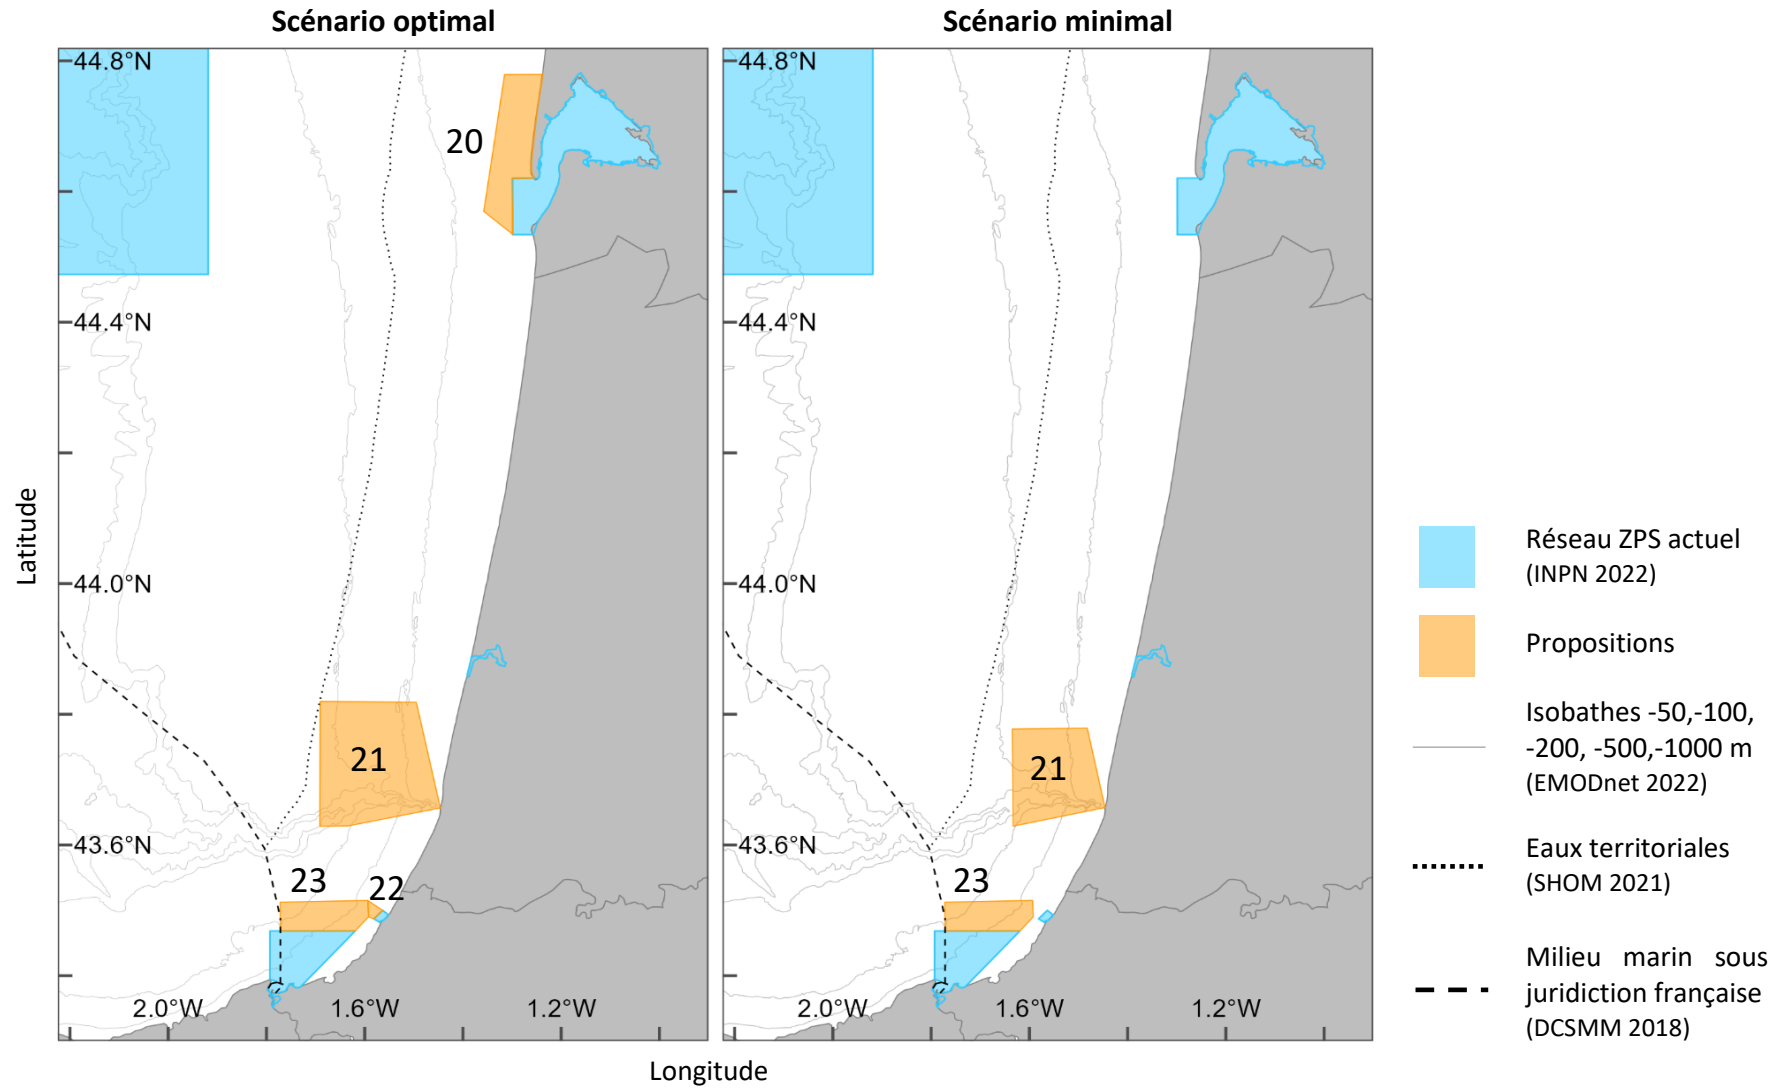 Scénario optimal
Scénario minimal
Latitude
44.8°N
44.4°N
44.0°N
43.6°N
2.0°W
1.6°W
1.2°W
20
21
23
22
44.8°N
44.4°N
44.0°N
43.6°N
2.0°W
1.6°W
1.2°W
21
23
Longitude
Réseau ZPS actuel
(INPN 2022)
Propositions
Isobathes -50,-100,
-200, -500,-1000 m
(EMODnet 2022)
Eaux territoriales
(SHOM 2021)
Milieu marin sous
juridiction française
(DCSMM 2018)